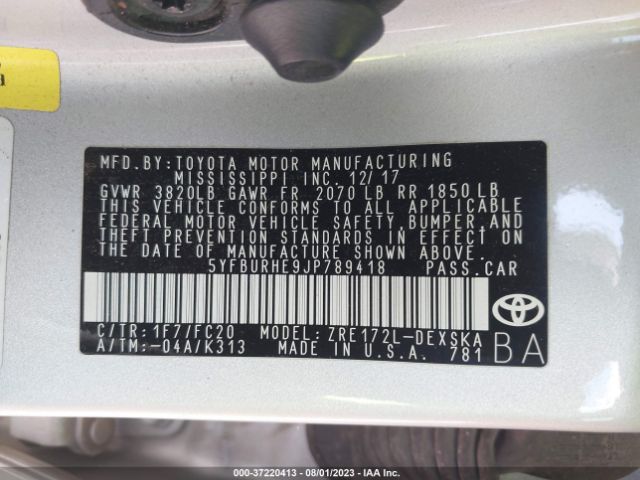 MFD.BY:TOYOTA MOTOR MANUFACTURING
MISSISSIPPI INC. 12/17
GVWR 3820LB GAWR FR 2070 LB RR 1850 LB
THIS VEHICLE CONFORMS TO ALL APPLICABLE
FEDERAL MOTOR VEHICLE SAFETY,BUMPER,AND
THEFT PREVENTION STANDARDS IN EFFECT ON
THE DATE OF MANUFACTURE SHOWN ABOVE.
5YFBURHE9JP789418 PASS.CAR
C/TR:1F7/FC20 MODEL:ZRE172L-DEXSKA
A/TM:-04A/K313 MADE IN U.S.A. 781
BA
000-37220413 - 08/01/2023 - IAA Inc.